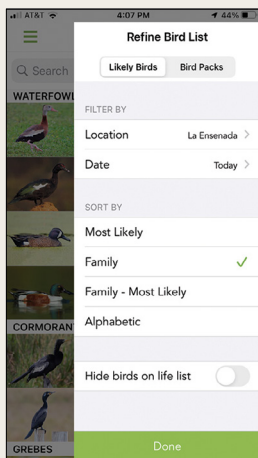 AT&T 4:07 PM 44%
Refine Bird List
Likely Birds Bird Packs
Search
WATERFOWL
FILTER BY
Location La Ensenada >
Date Today >
SORT BY
Most Likely
Family ✓
Family - Most Likely
Alphabetic
CORMORAN
Hide birds on life list
GREBES
Done